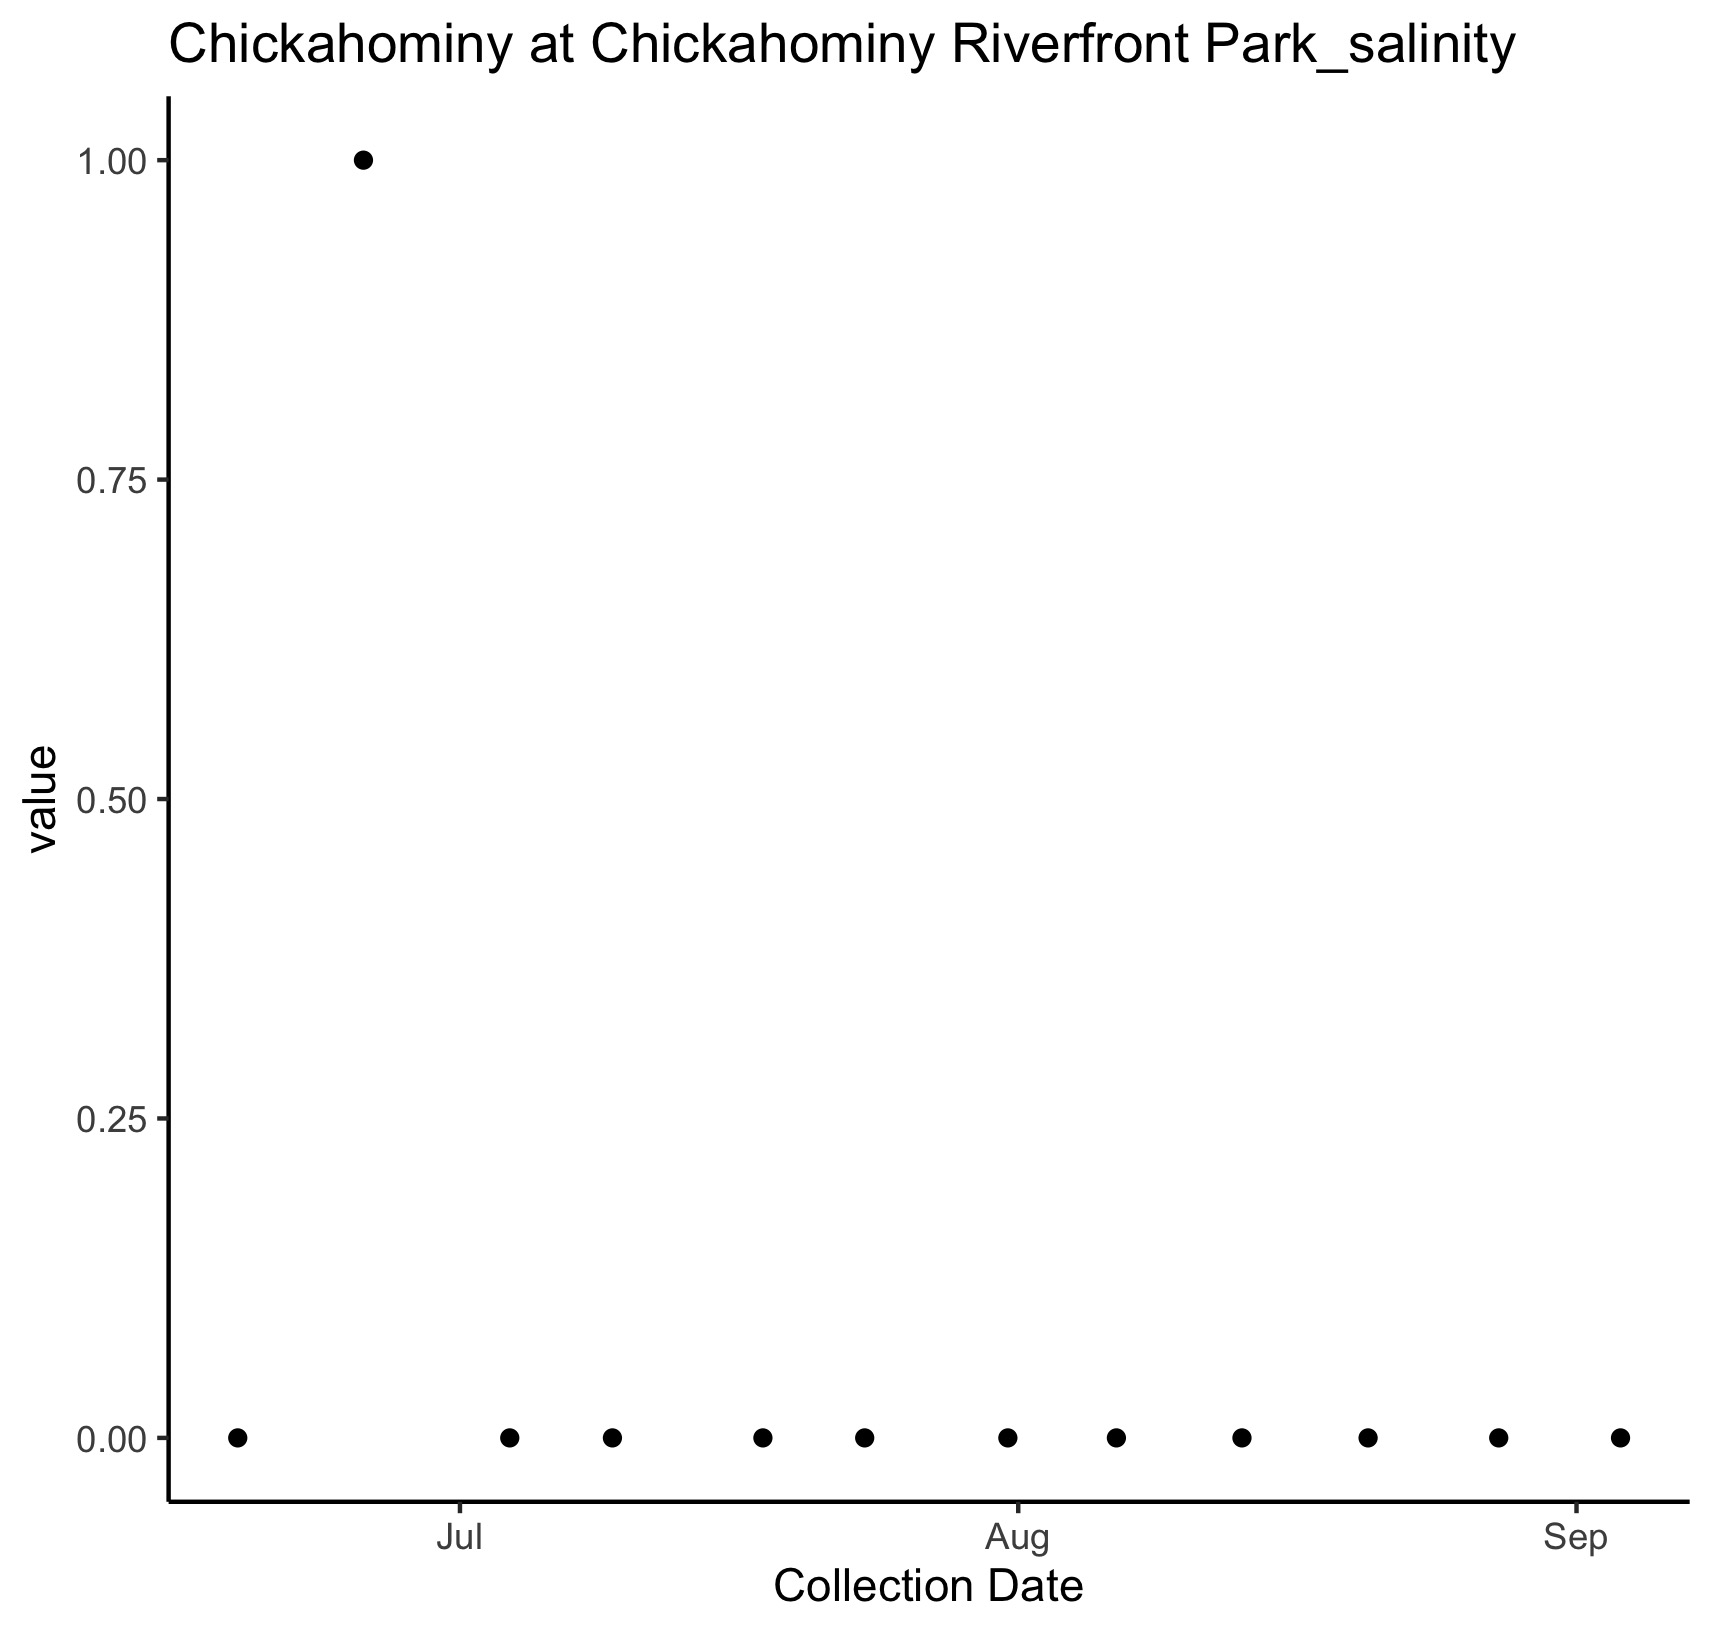 Chickahominy at Chickahominy Riverfront Park_salinity
1.00
0.75
0.50
0.25
0.00
value
Jul Aug Sep
Collection Date